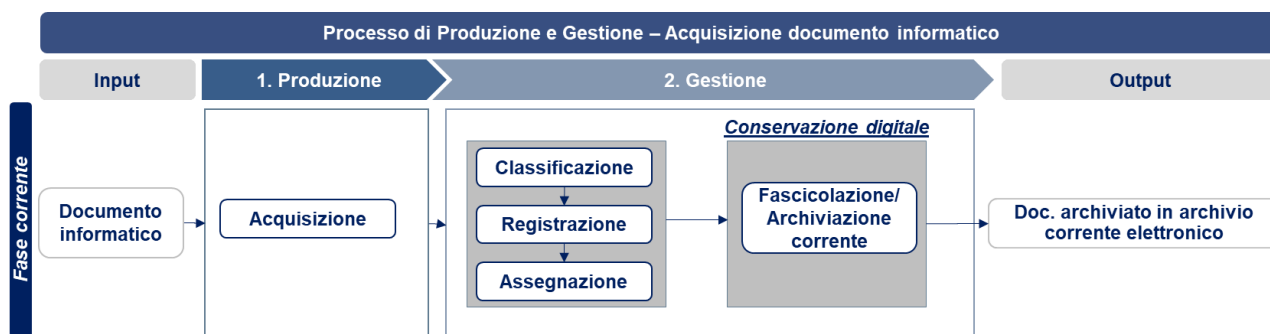 Processo di Produzione e Gestione – Acquisizione documento informatico
Input
1. Produzione
2. Gestione
Output
Fase corrente
Documento
informatico
Acquisizione
Classificazione
Registrazione
Assegnazione
Conservazione digitale
Fascicolazione/
Archiviazione
corrente
Doc. archiviato in archivio
corrente elettronico